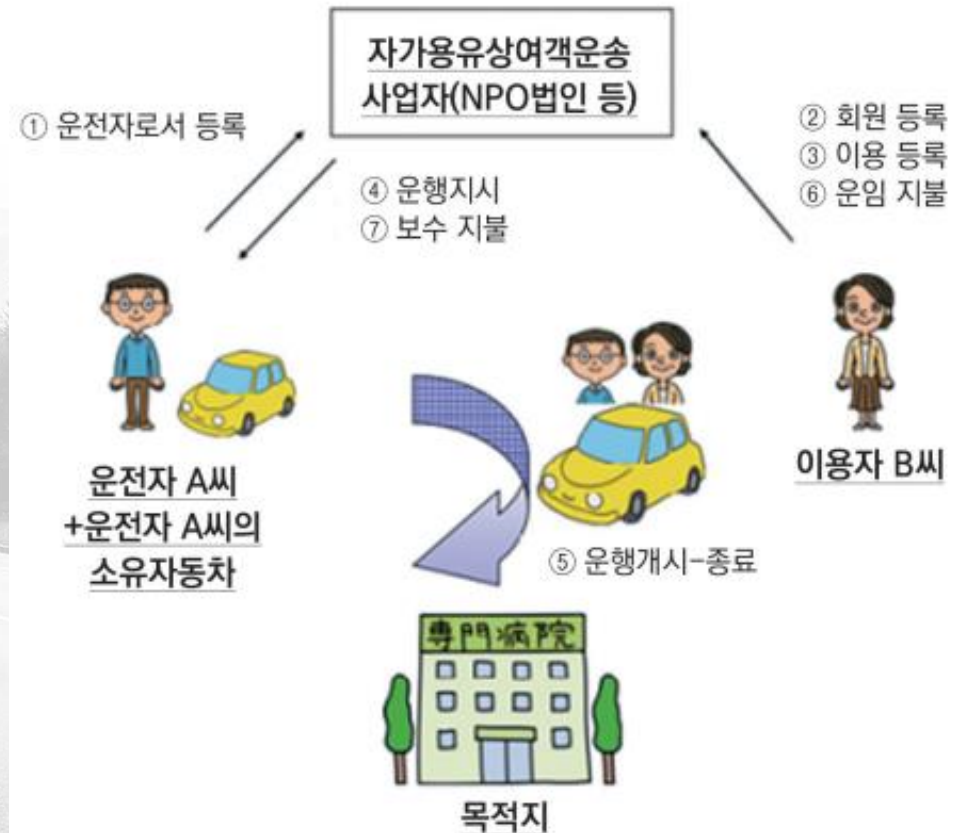 자가용유상여객운송
사업자(NPO법인 등)
① 운전자로서 등록
② 회원 등록
③ 이용 등록
⑥ 운임 지불
④ 운행지시
⑦ 보수 지불
운전자 A씨
+운전자 A씨의
소유자동차
이용자 B씨
⑤ 운행개시-종료
専門病院
목적지